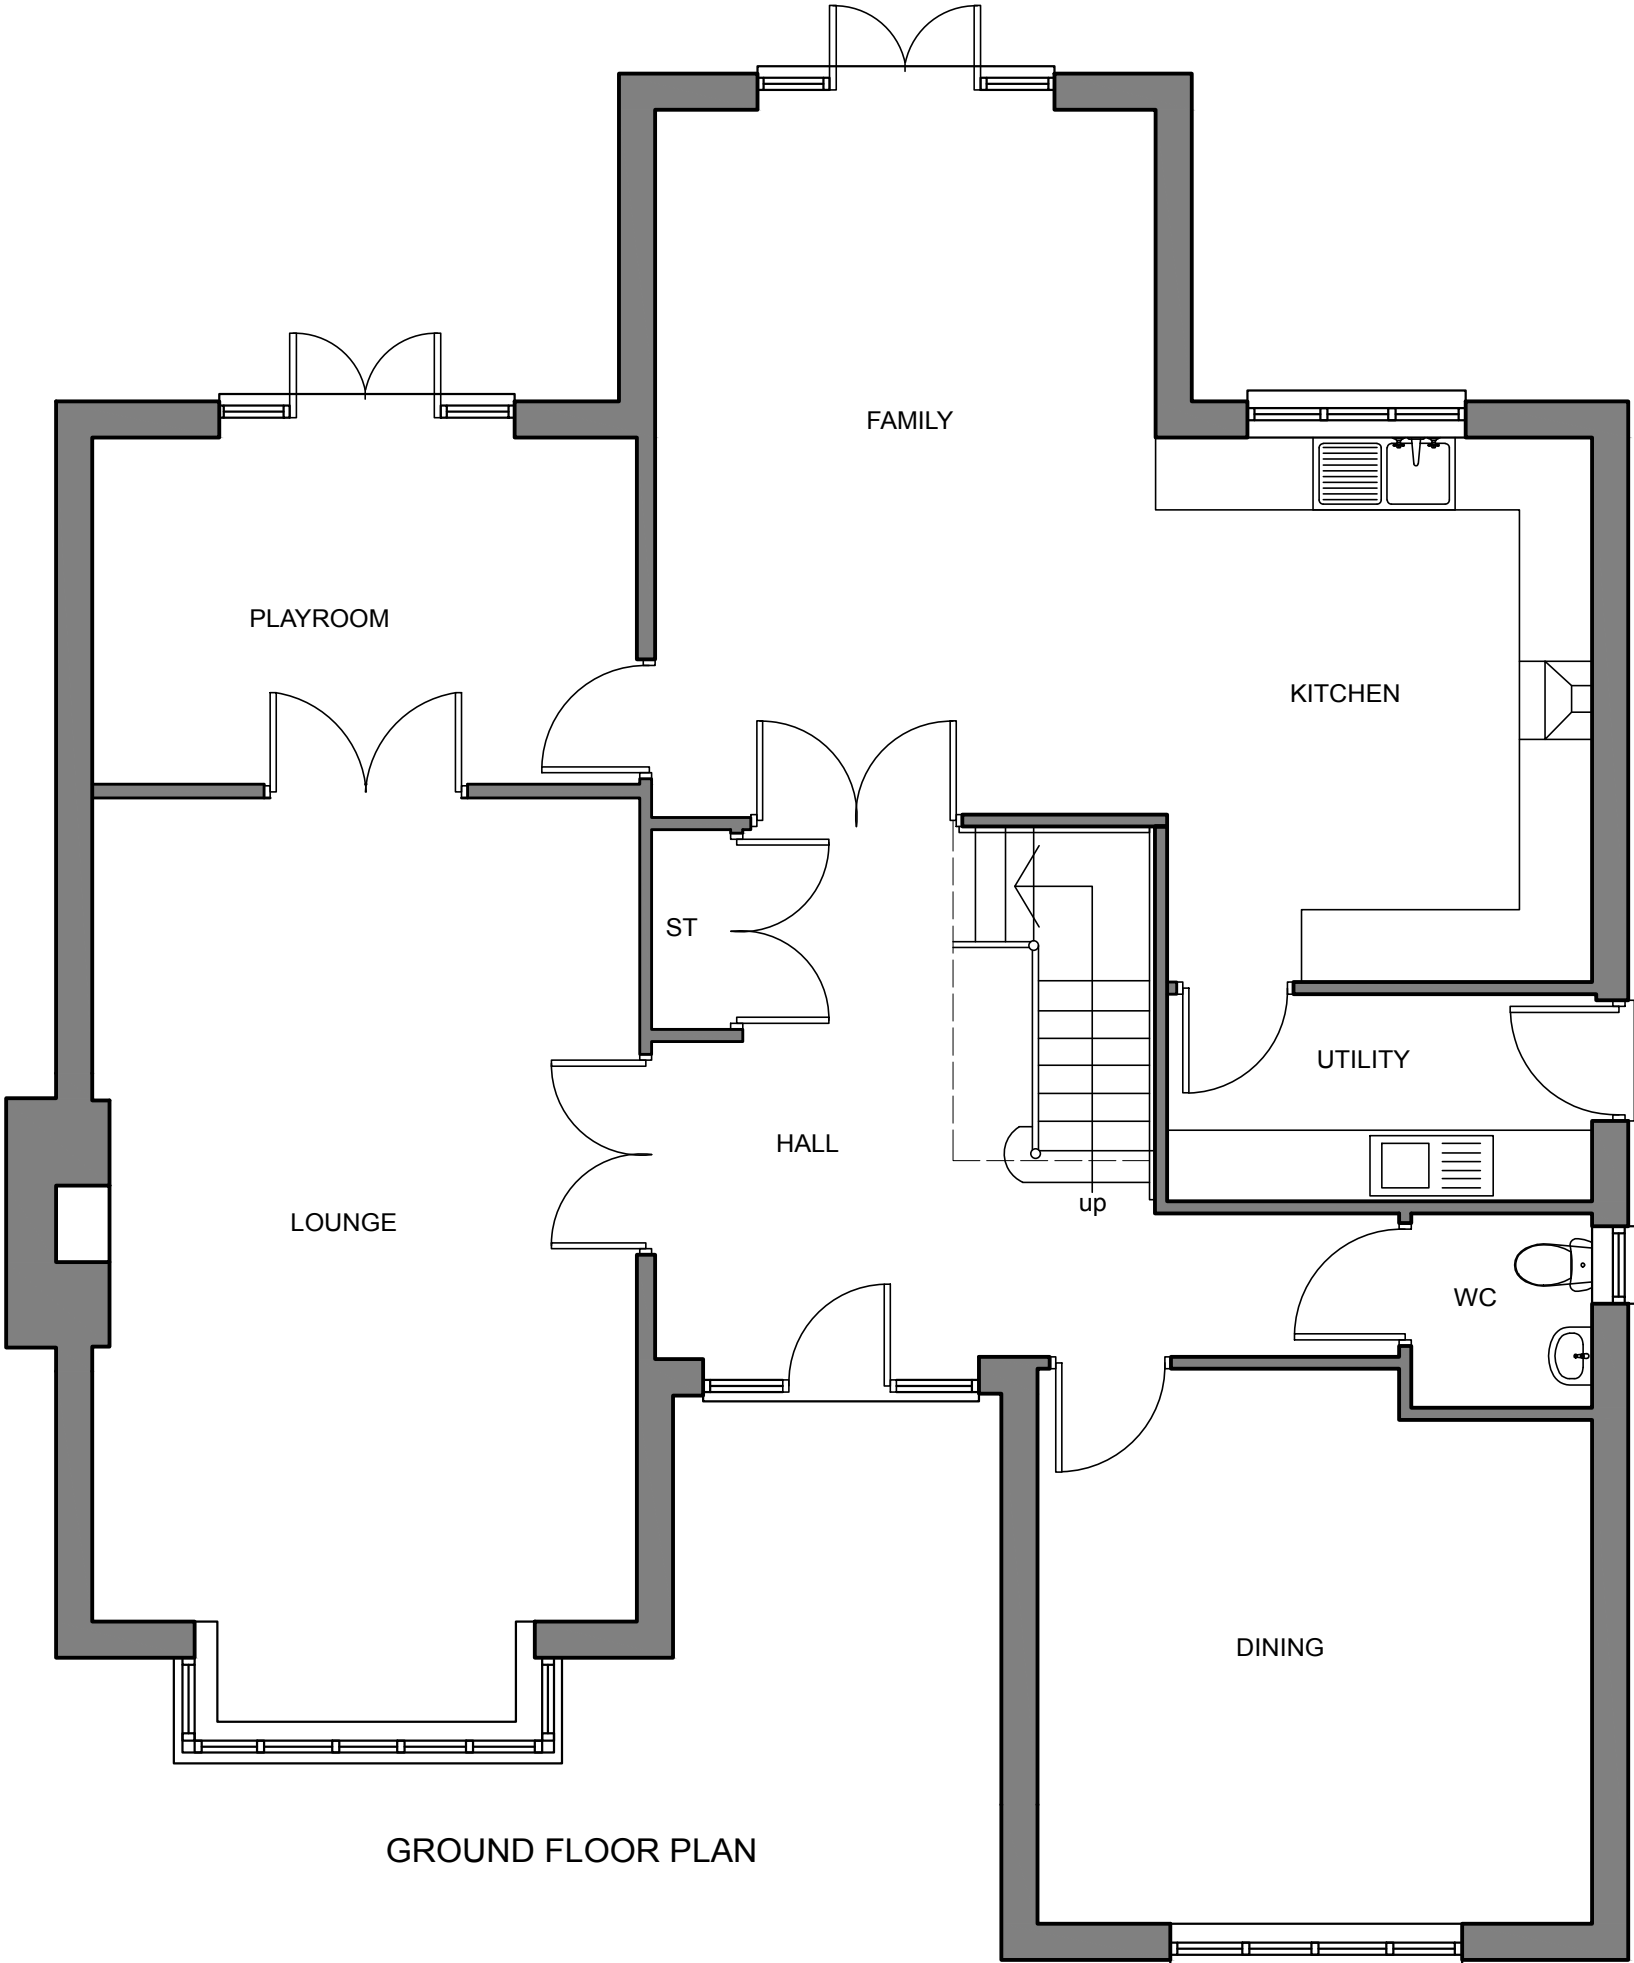 FAMILY
PLAYROOM
KITCHEN
ST
UTILITY
HALL
up
LOUNGE
WC
DINING
GROUND FLOOR PLAN